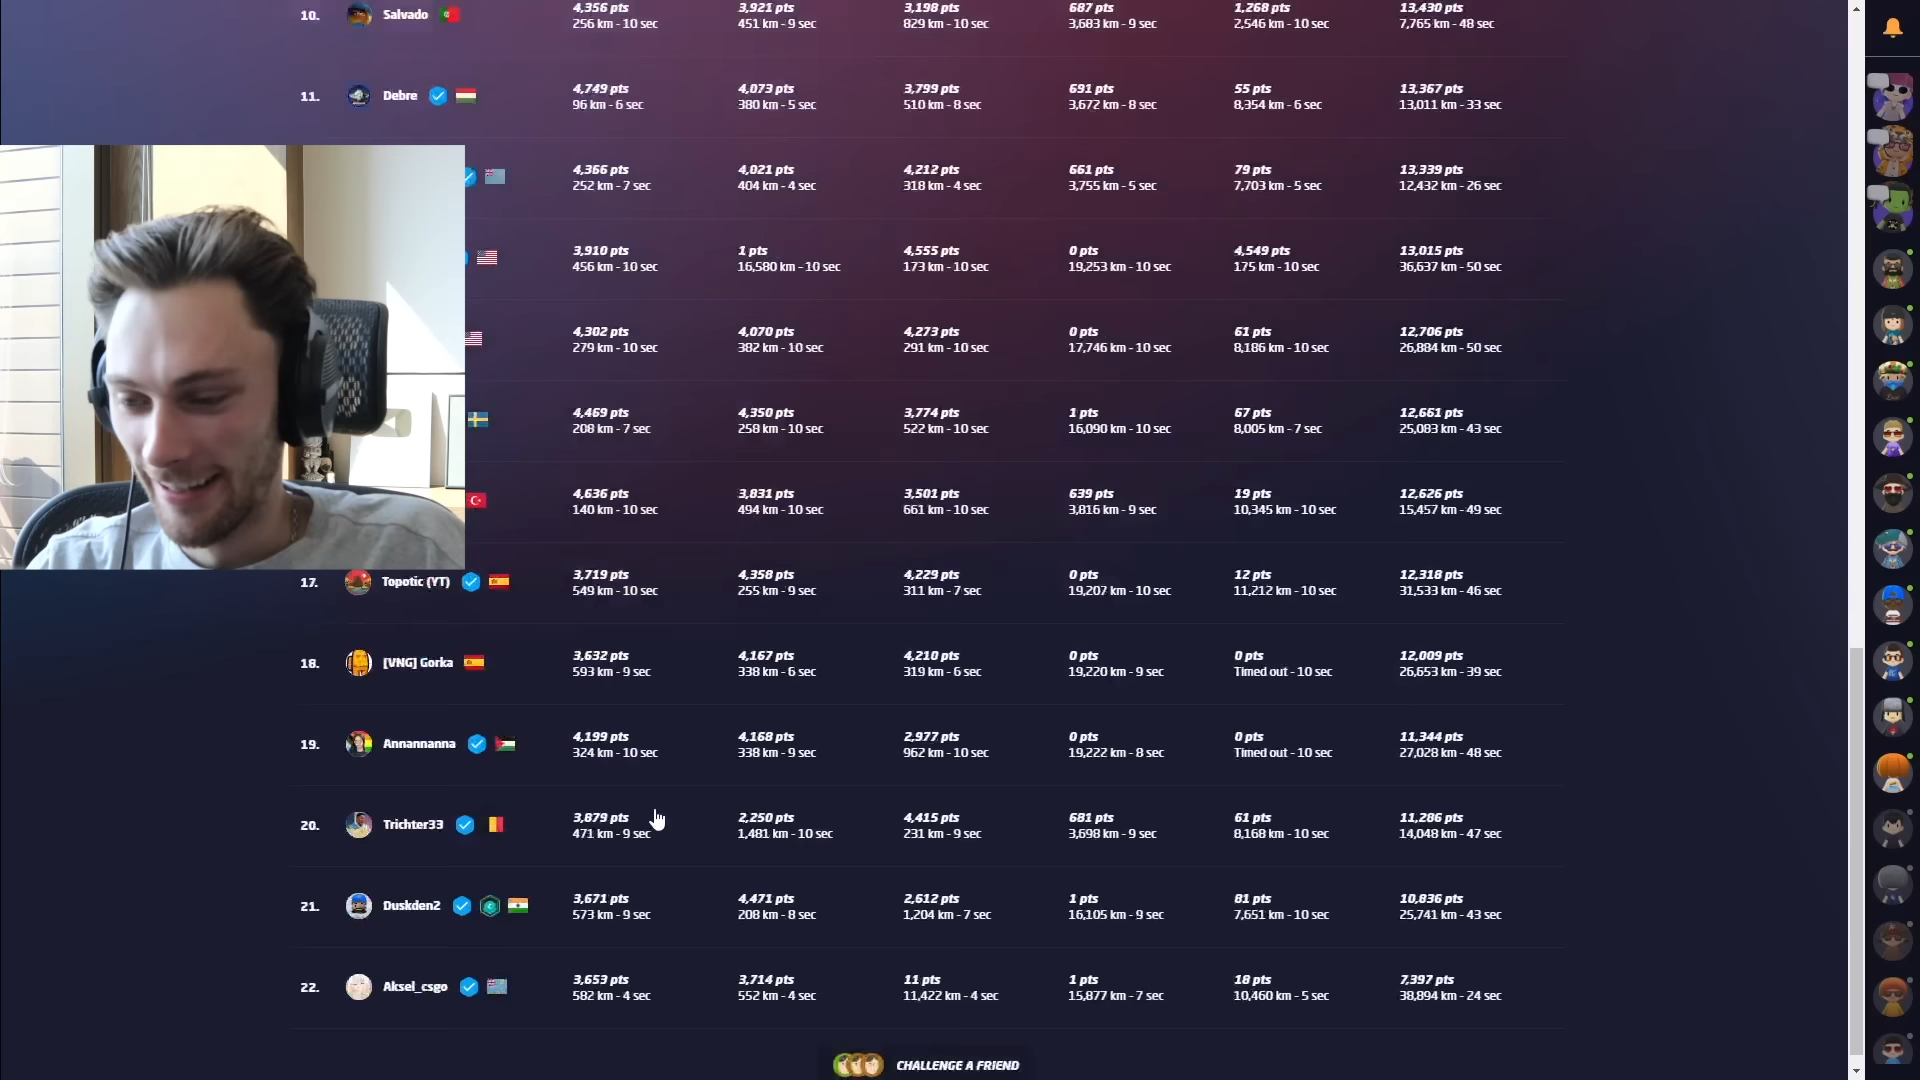 10. Salvado 4,356 pts 3,921 pts 3,198 pts 687 pts 1,268 pts 13,430 pts
256 km - 10 sec 451 km - 9 sec 829 km - 10 sec 3,683 km - 9 sec 2,546 km - 10 sec 7,765 km - 48 sec
11. Debre 4,749 pts 4,073 pts 3,799 pts 691 pts 55 pts 13,367 pts
96 km - 6 sec 380 km - 5 sec 510 km - 8 sec 3,672 km - 8 sec 8,354 km - 6 sec 13,011 km - 33 sec
4,366 pts 4,021 pts 4,212 pts 661 pts 79 pts 13,339 pts
252 km - 7 sec 404 km - 4 sec 318 km - 4 sec 3,755 km - 5 sec 7,703 km - 5 sec 12,432 km - 26 sec
3,910 pts 1 pts 4,555 pts 0 pts 4,549 pts 13,015 pts
456 km - 10 sec 16,580 km - 10 sec 173 km - 10 sec 19,253 km - 10 sec 175 km - 10 sec 36,637 km - 50 sec
4,302 pts 4,070 pts 4,273 pts 0 pts 61 pts 12,706 pts
279 km - 10 sec 382 km - 10 sec 291 km - 10 sec 17,746 km - 10 sec 8,186 km - 10 sec 26,884 km - 50 sec
4,469 pts 4,350 pts 3,774 pts 1 pts 67 pts 12,661 pts
208 km - 7 sec 258 km - 10 sec 522 km - 10 sec 16,090 km - 10 sec 8,005 km - 7 sec 25,083 km - 43 sec
4,636 pts 3,831 pts 3,501 pts 639 pts 19 pts 12,626 pts
140 km - 10 sec 494 km - 10 sec 661 km - 10 sec 3,816 km - 9 sec 10,345 km - 10 sec 15,457 km - 49 sec
17. Topotic (YT) 3,719 pts 4,358 pts 4,229 pts 0 pts 12 pts 12,318 pts
549 km - 10 sec 255 km - 9 sec 311 km - 7 sec 19,207 km - 10 sec 11,212 km - 10 sec 31,533 km - 46 sec
18. [VNG] Gorka 3,632 pts 4,167 pts 4,210 pts 0 pts 0 pts 12,009 pts
593 km - 9 sec 338 km - 6 sec 319 km - 6 sec 19,220 km - 9 sec Timed out - 10 sec 26,653 km - 39 sec
19. Annannanna 4,199 pts 4,168 pts 2,977 pts 0 pts 0 pts 11,344 pts
324 km - 10 sec 338 km - 9 sec 962 km - 10 sec 19,222 km - 8 sec Timed out - 10 sec 27,028 km - 48 sec
20. Trichter33 3,879 pts 2,250 pts 4,415 pts 681 pts 61 pts 11,286 pts
471 km - 9 sec 1,481 km - 10 sec 231 km - 9 sec 3,698 km - 9 sec 8,168 km - 10 sec 14,048 km - 47 sec
21. Duskden2 3,671 pts 4,471 pts 2,612 pts 1 pts 81 pts 10,836 pts
573 km - 9 sec 208 km - 8 sec 1,204 km - 7 sec 16,105 km - 9 sec 7,651 km - 10 sec 25,741 km - 43 sec
22. Aksel_csgo 3,653 pts 3,714 pts 11 pts 1 pts 18 pts 7,397 pts
582 km - 4 sec 552 km - 4 sec 11,422 km - 4 sec 15,877 km - 7 sec 10,460 km - 5 sec 38,894 km - 24 sec
CHALLENGE A FRIEND